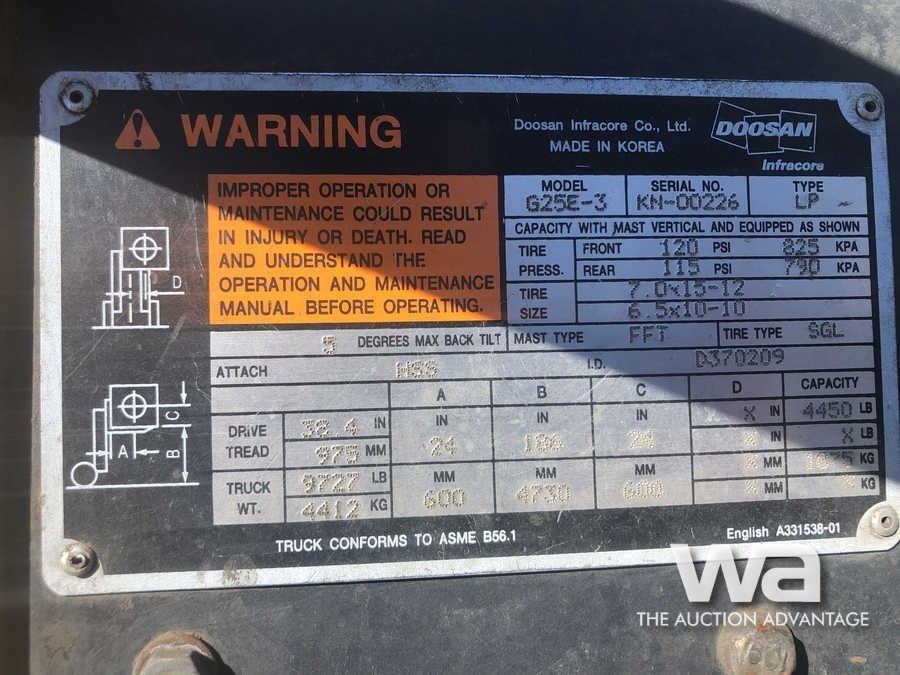 WARNING
Doosan Infracore Co., Ltd.
MADE IN KOREA
DOOSAN
Infracore
IMPROPER OPERATION OR
MAINTENANCE COULD RESULT
IN INJURY OR DEATH. READ
AND UNDERSTAND THE
OPERATION AND MAINTENANCE
MANUAL BEFORE OPERATING.
MODEL SERIAL NO. TYPE
G25E-3 KN-00226 LP
CAPACITY WITH MAST VERTICAL AND EQUIPPED AS SHOWN
TIRE PRESS. FRONT 120 PSI 825 KPA
REAR 115 PSI 790 KPA
TIRE SIZE 7.0x15-12
6.5x10-10
5 DEGREES MAX BACK TILT MAST TYPE FFT TIRE TYPE SGL
ATTACH HSS I.D. D370209
A B C D CAPACITY
DRIVE TREAD 38.4 IN IN IN IN X IN 4450 LB
975 MM 24 186 24 X IN X LB
TRUCK WT. 9727 LB MM MM MM X MM KG
4412 KG 600 4730 600 X MM X KG
D
C
A
B
TRUCK CONFORMS TO ASME B56.1
English A331538-01
wa
THE AUCTION ADVANTAGE